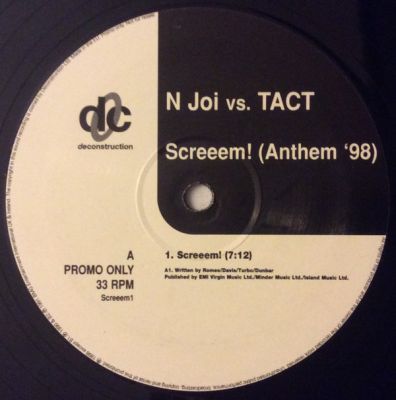 N Joi vs. TACT
dec
deconstruction
Screeem! (Anthem ‘98)
A
PROMO ONLY
33 RPM
Screeem1
1. Screeem! (7:12)
A1. Written by Romeo/Davis/Turbo/Dunbar
Published by EMI Virgin Music Ltd./Minder Music Ltd./Island Music Ltd.